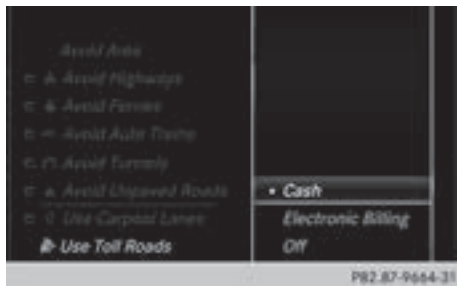 Avoid Area
Avoid Highways
Avoid Ferries
Avoid Auto Trains
Avoid Tunnels
Avoid Unpaved Roads
Use Carpool Lanes
Use Toll Roads
Cash
Electronic Billing
Off
P82.87-9664-31